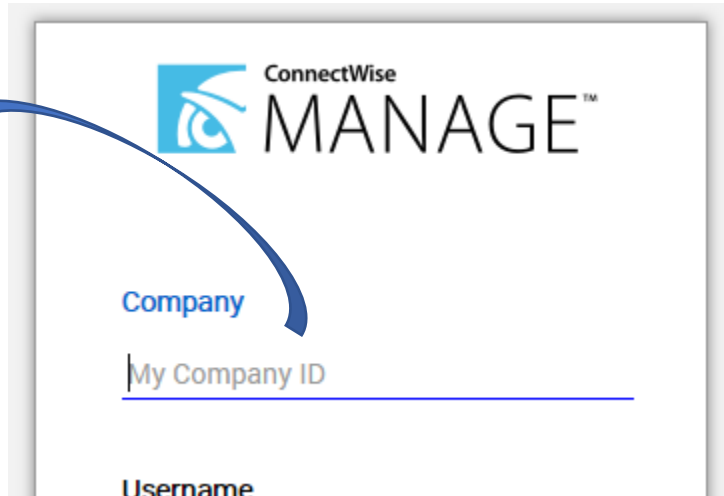 ConnectWise
MANAGE™
Company
My Company ID
Username